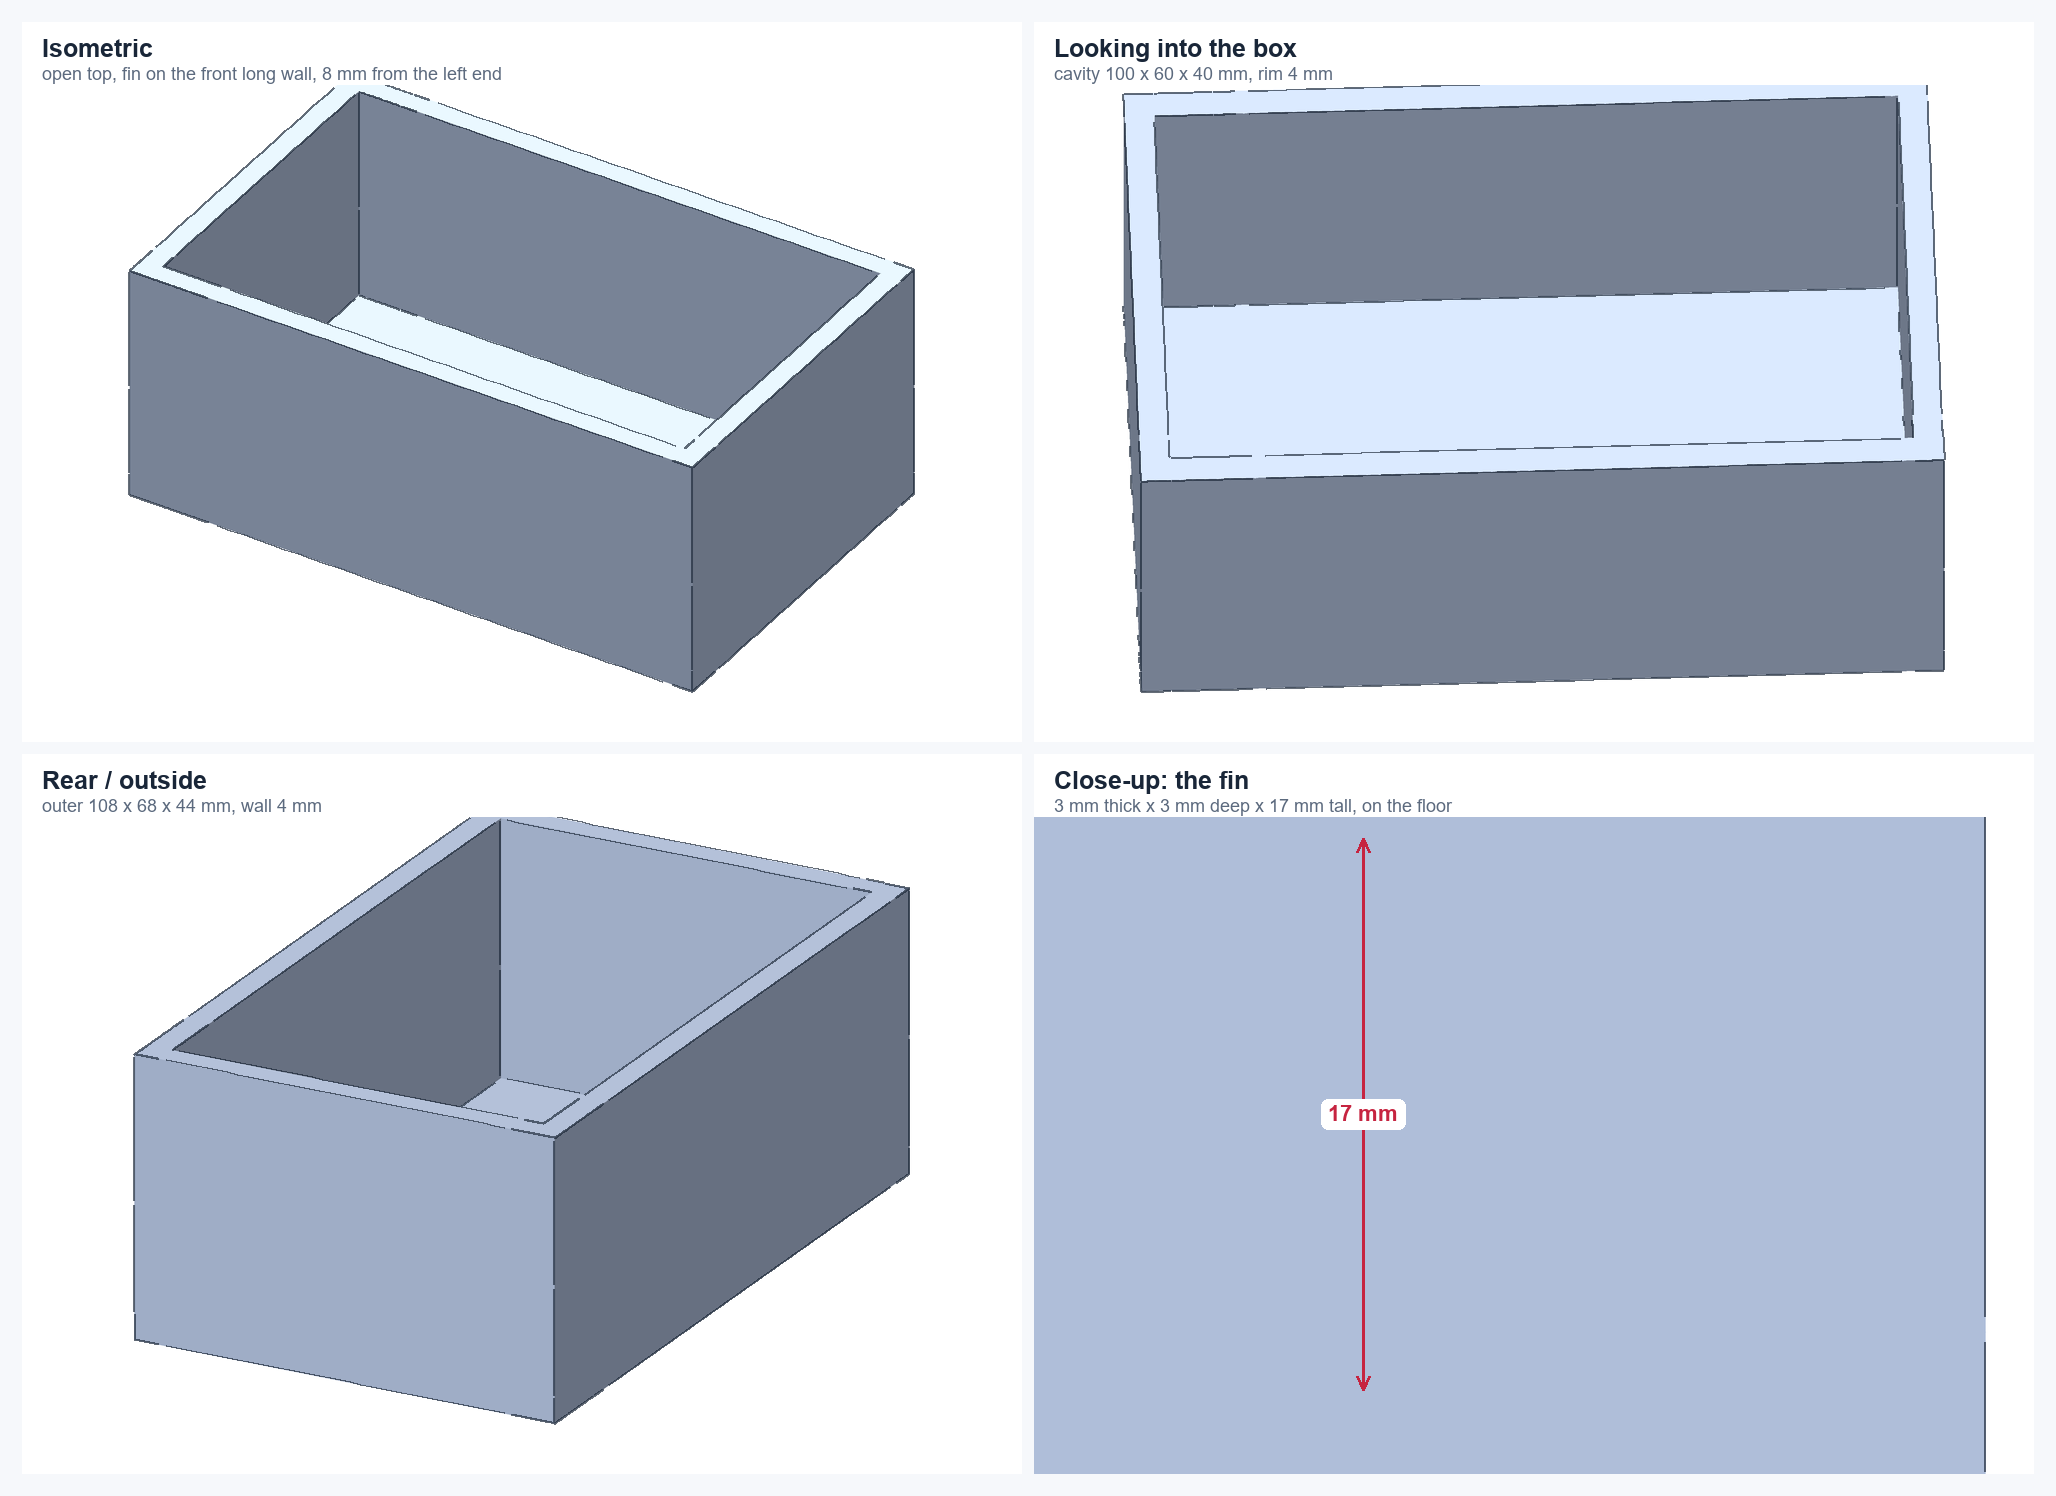 Isometric
open top, fin on the front long wall, 8 mm from the left end
Looking into the box
cavity 100 x 60 x 40 mm, rim 4 mm
Rear / outside
outer 108 x 68 x 44 mm, wall 4 mm
Close-up: the fin
3 mm thick x 3 mm deep x 17 mm tall, on the floor
17 mm